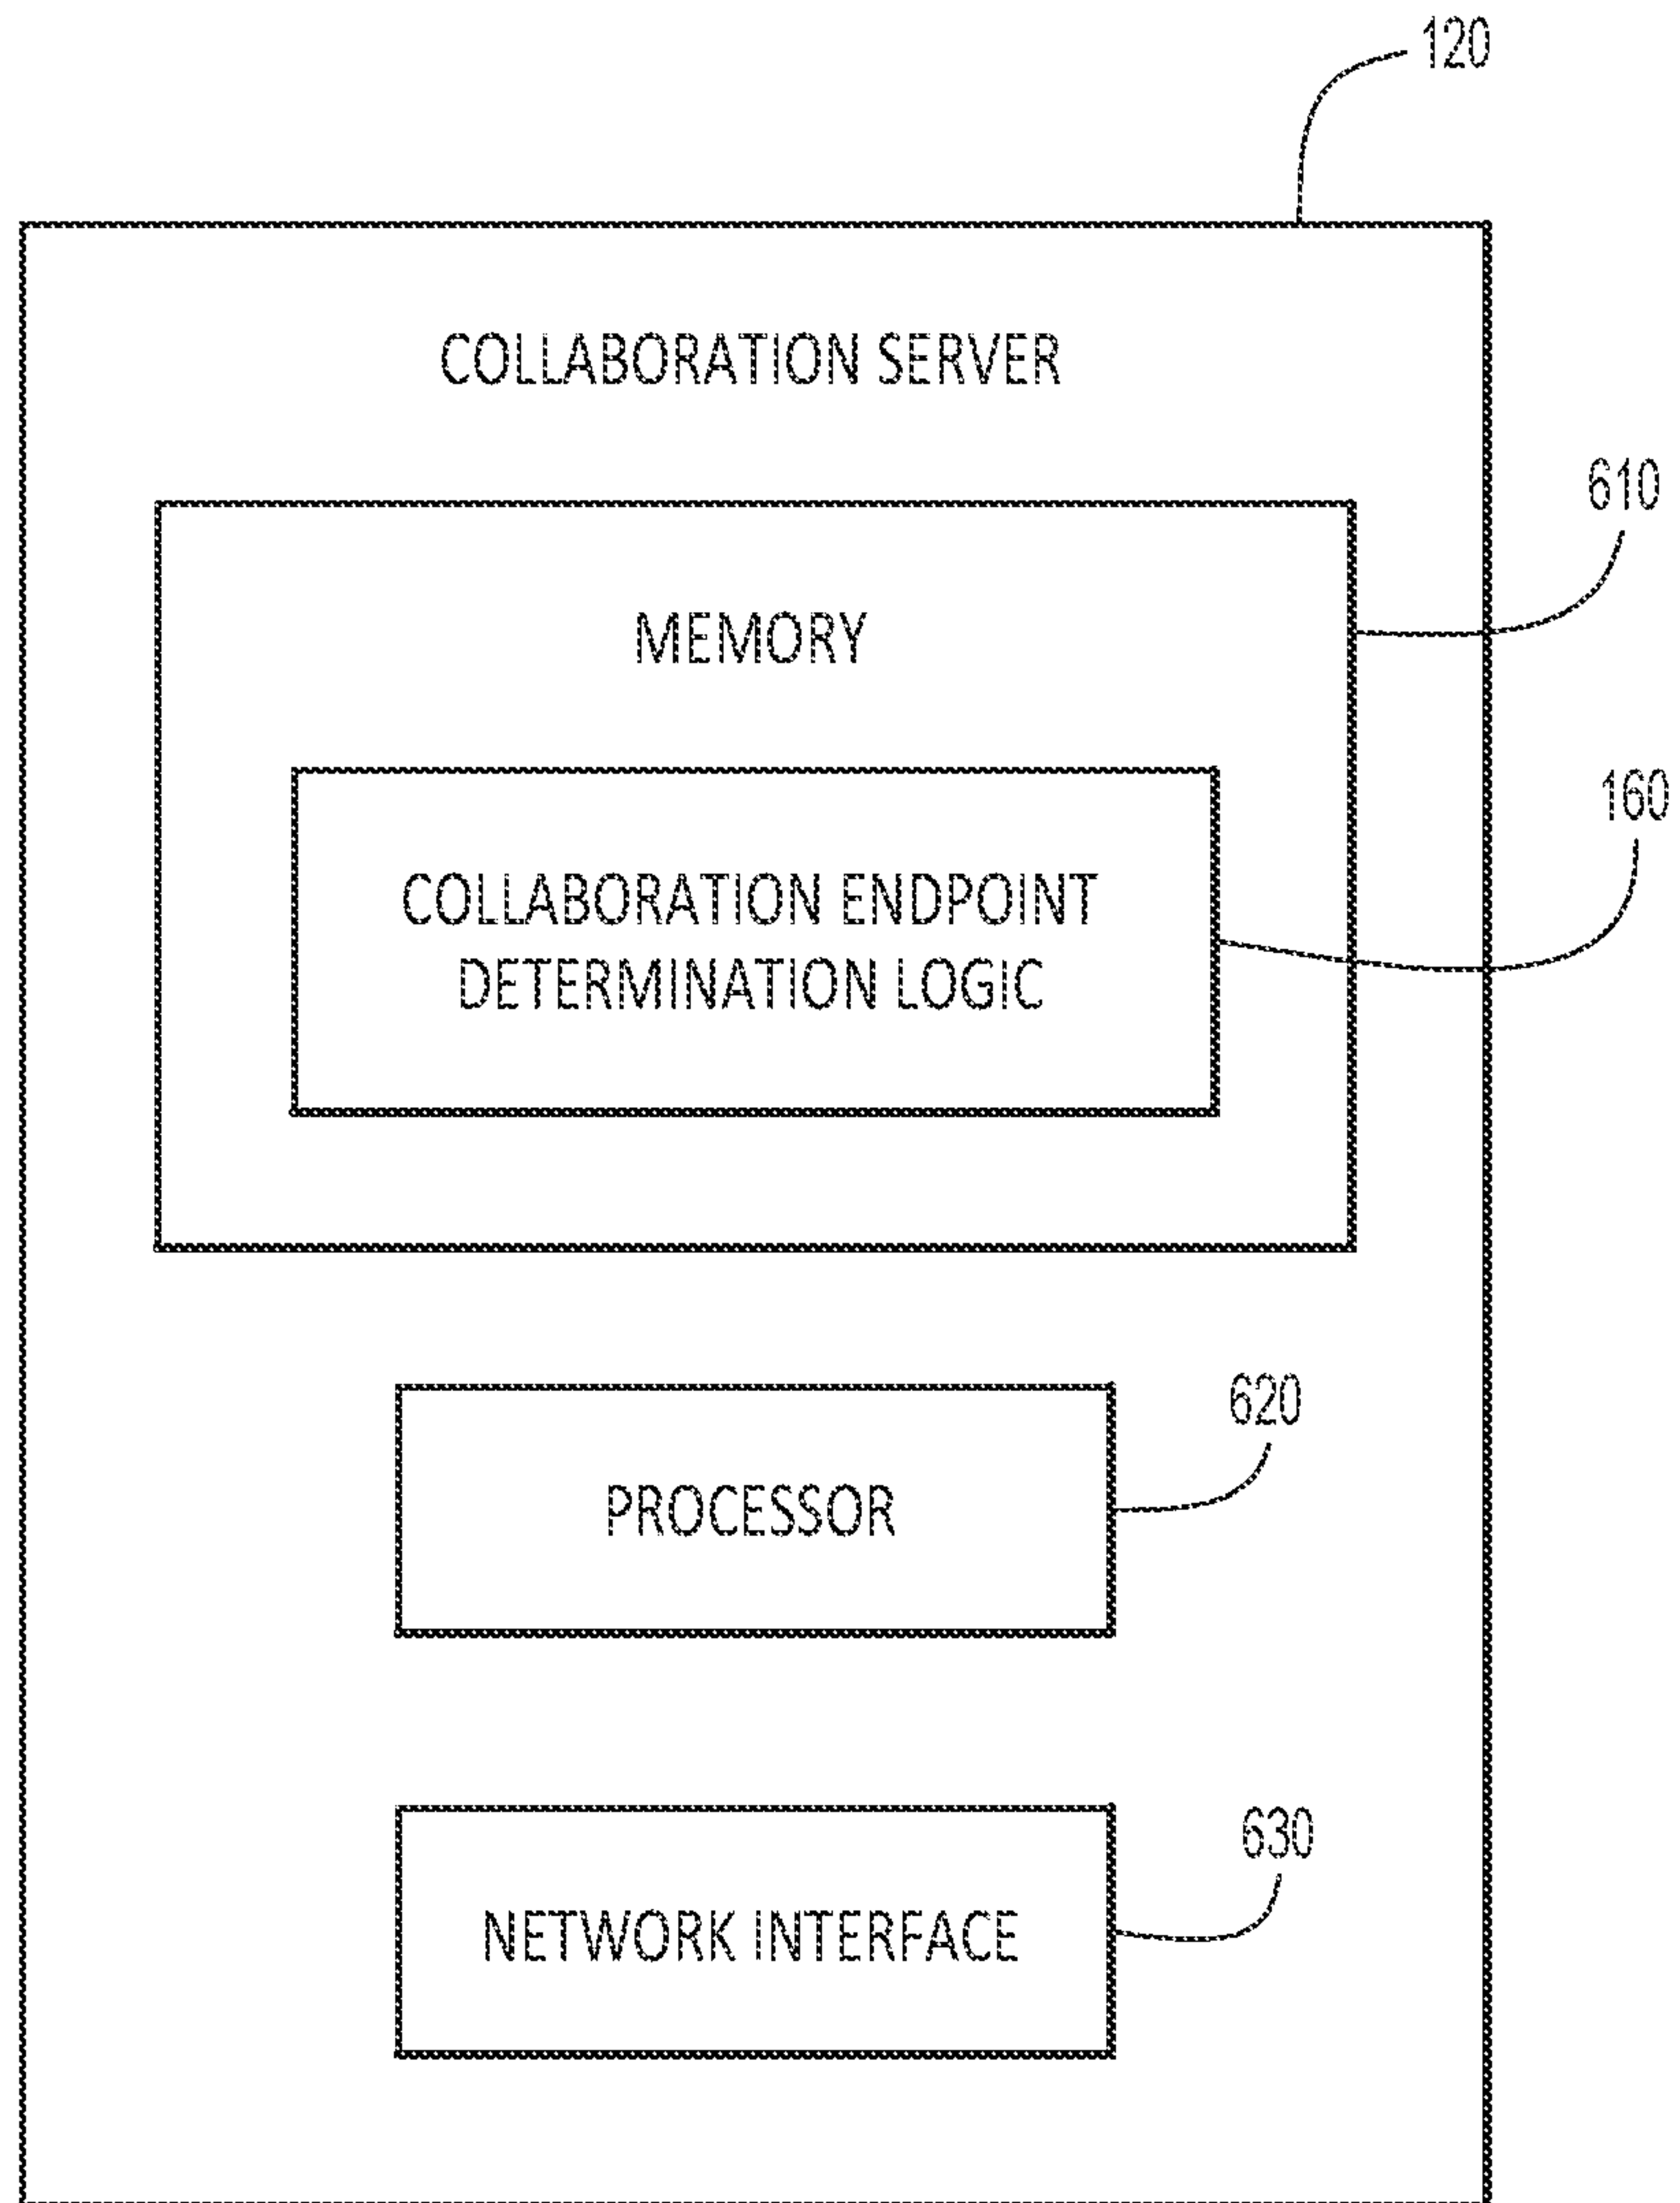 120
COLLABORATION SERVER
610
MEMORY
160
COLLABORATION ENDPOINT
DETERMINATION LOGIC
620
PROCESSOR
630
NETWORK INTERFACE